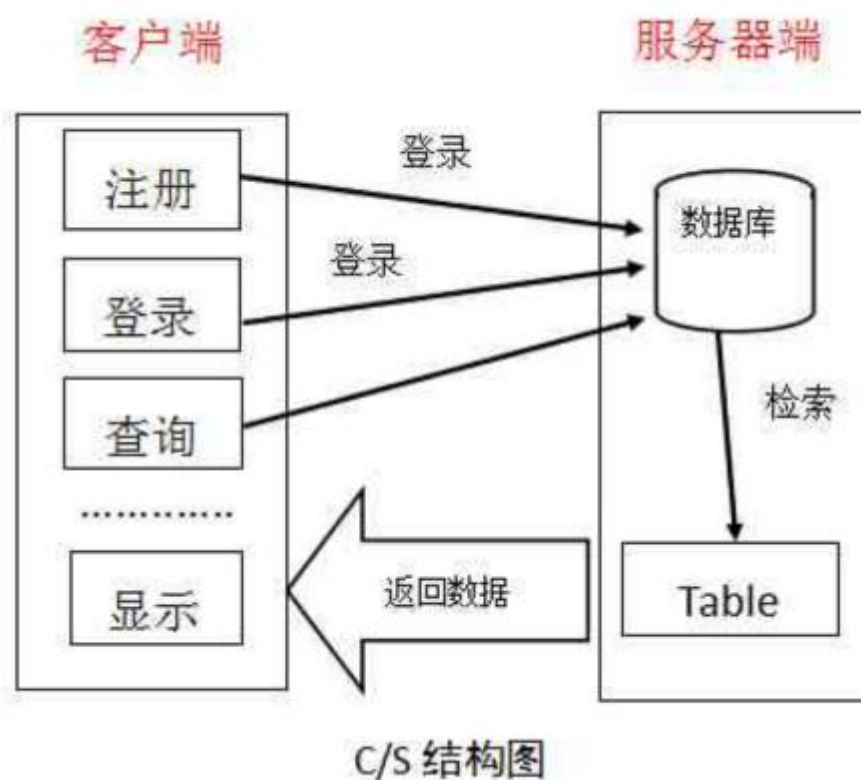 客户端
服务器端
注册
登录
数据库
登录
登录
查询
检索
…………
显示
返回数据
Table
C/S 结构图